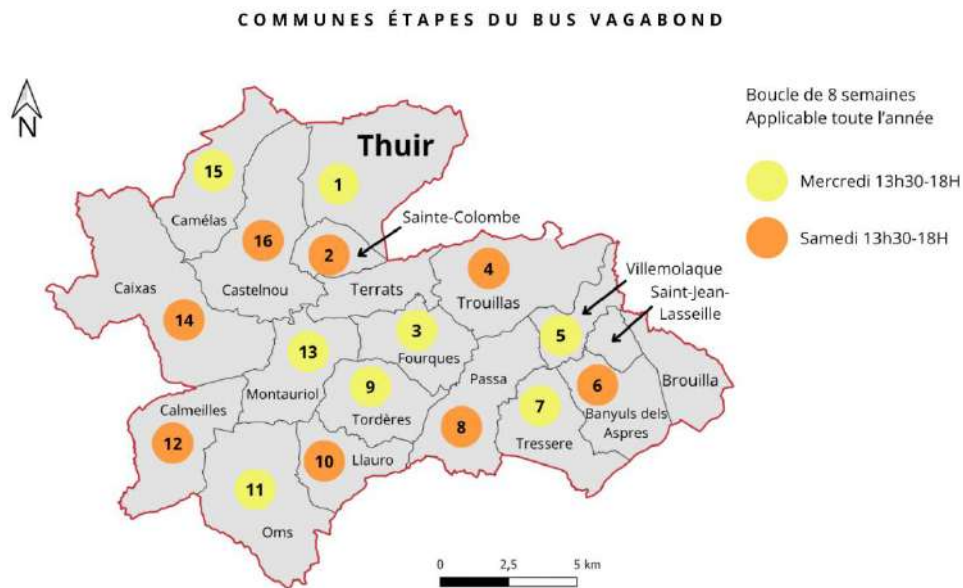 COMMUNES ÉTAPES DU BUS VAGABOND
N
Boucle de 8 semaines
Applicable toute l'année
Mercredi 13h30-18H
Samedi 13h30-18H
Thuir
1
15
Camélas
16
Castelnou
Sainte-Colombe
2
Terrats
4
Trouillas
Villemolaque
Saint-Jean-
Lasseille
Caixas
14
3
Fourques
5
13
Montauriol
Passa
Brouilla
9
Tordères
6
Banyuls dels
Aspres
7
Tressere
8
Calmeilles
12
10
Llauro
11
Oms
0 2,5 5 km